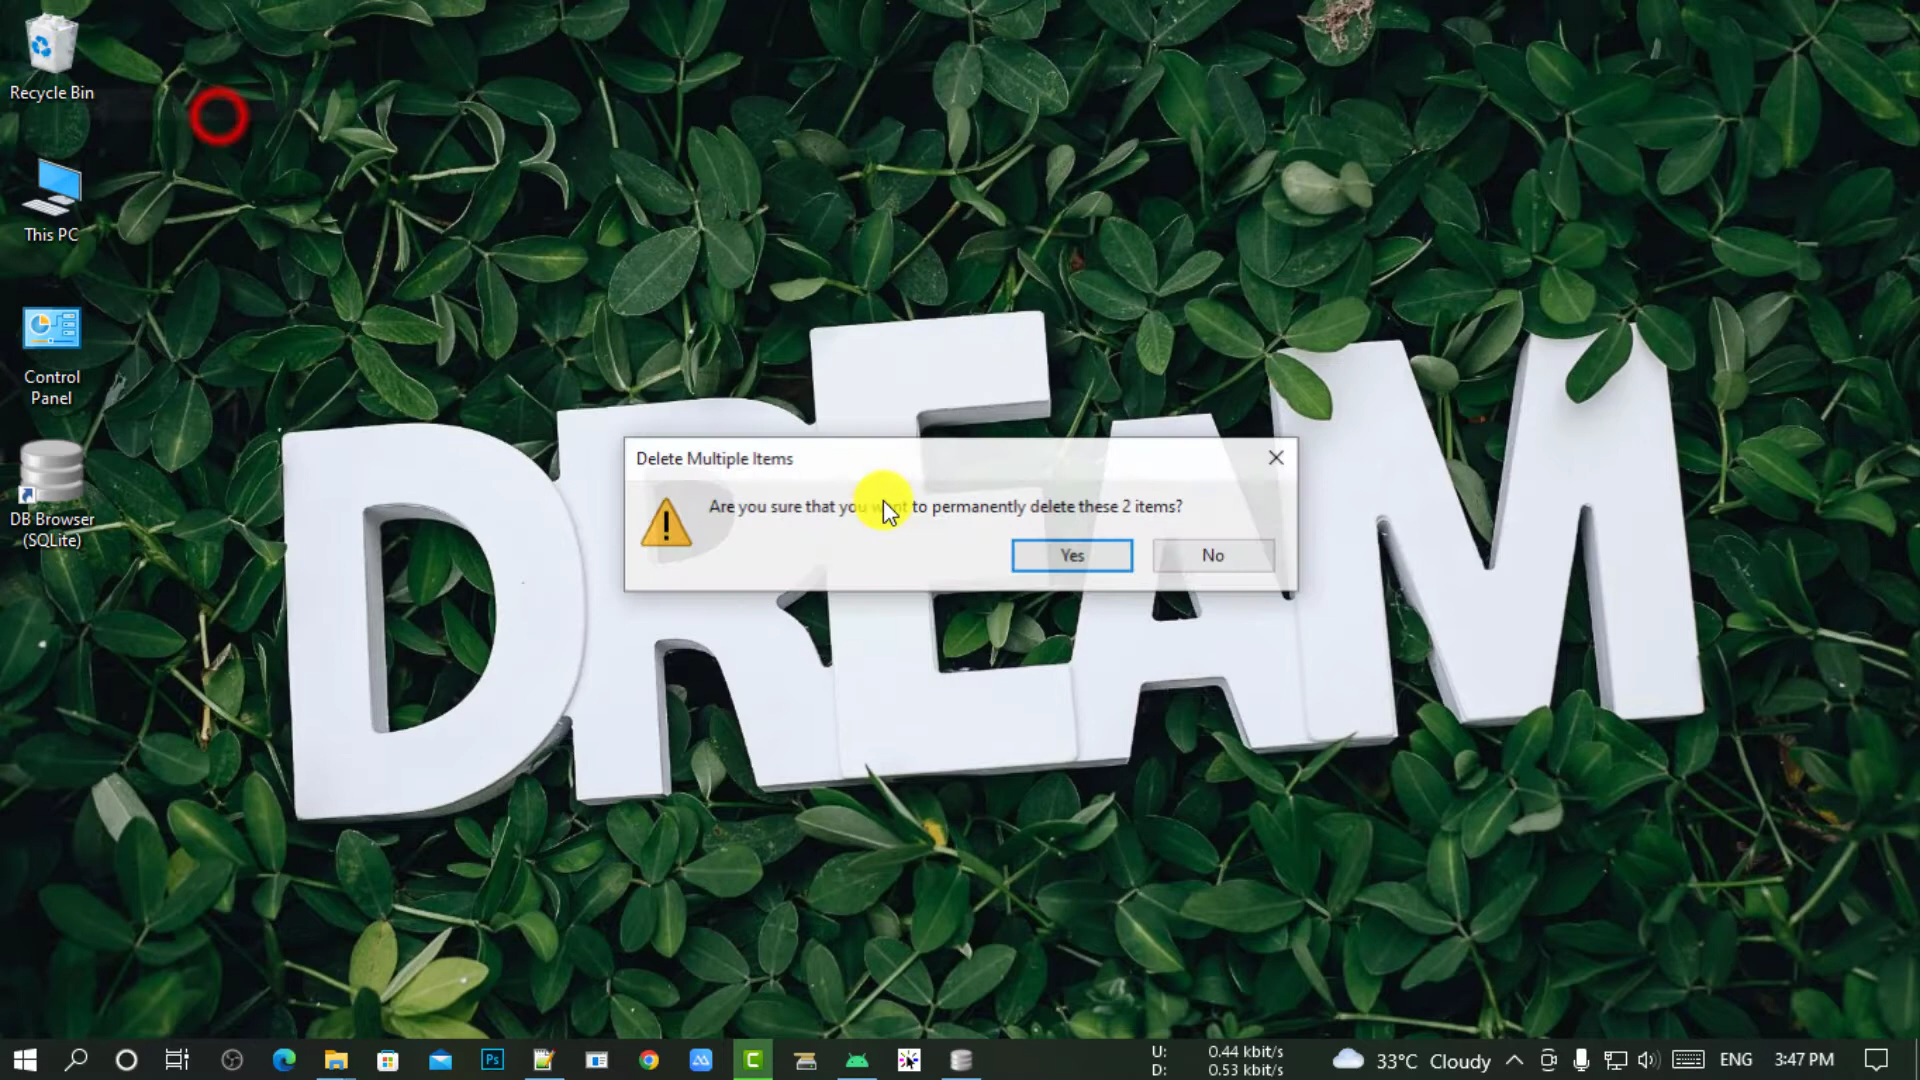 Recycle Bin
This PC
Control
Panel
DB Browser
(SQLite)
DREAM
Delete Multiple Items
Are you sure that you want to permanently delete these 2 items?
Yes
No
Ps
C
U: 0.44 kbit/s
D: 0.53 kbit/s
33°C Cloudy
ENG
3:47 PM